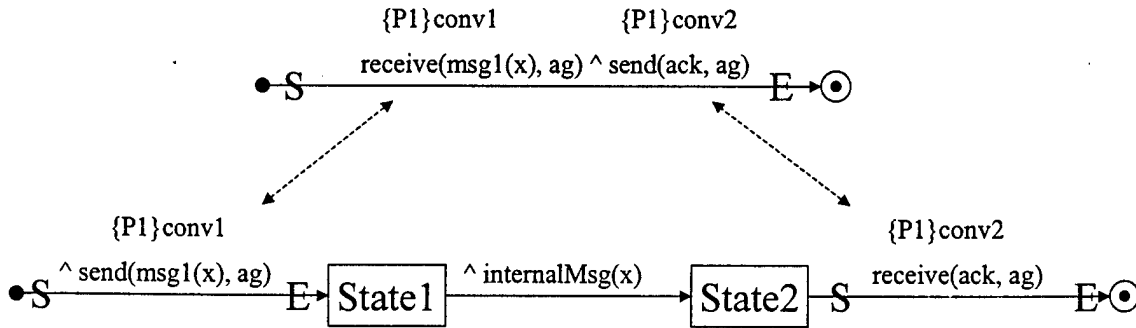 {P1}conv1 {P1}conv2
receive(msg1(x), ag) ^ send(ack, ag)
S E
{P1}conv1 {P1}conv2
^ send(msg1(x), ag) ^ internalMsg(x) receive(ack, ag)
S E State1 State2 S E